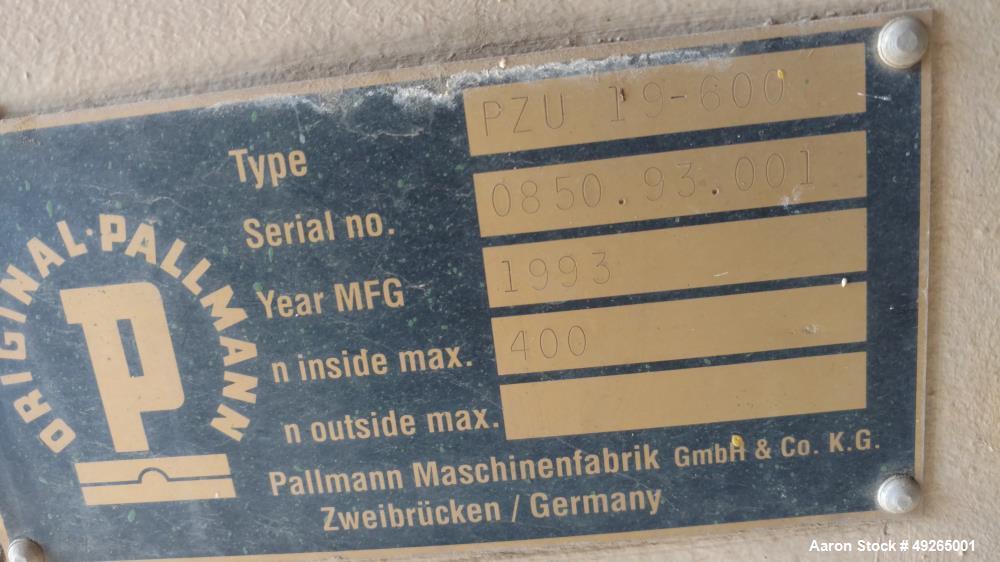 ORIGINAL·PALLMANN
P
Type PZU 19-600
Serial no. 0850.93.001
Year MFG 1993
n inside max. 400
n outside max.
Pallmann Maschinenfabrik GmbH & Co. K.G.
Zweibrücken / Germany
Aaron Stock # 49265001